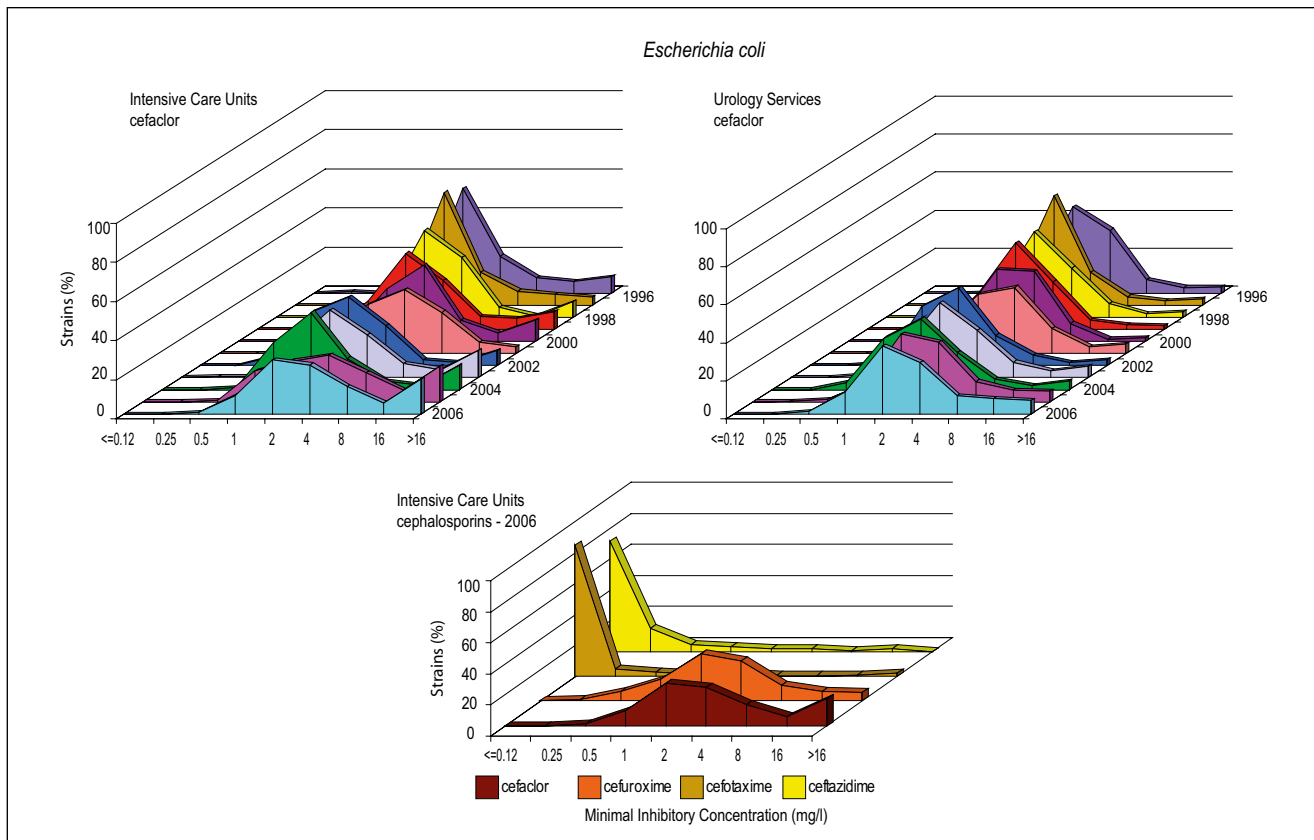 Escherichia coli
Intensive Care Units
cefaclor
100
80
60
40
20
0
Strains (%)
<=0.12 0.25 0.5 1 2 4 8 16 >16
1996
1998
2000
2002
2004
2006
Urology Services
cefaclor
100
80
60
40
20
0
Strains (%)
<=0.12 0.25 0.5 1 2 4 8 16 >16
1996
1998
2000
2002
2004
2006
Intensive Care Units
cephalosporins - 2006
100
80
60
40
20
0
Strains (%)
<=0.12 0.25 0.5 1 2 4 8 16 >16
cefaclor cefuroxime cefotaxime ceftazidime
Minimal Inhibitory Concentration (mg/l)